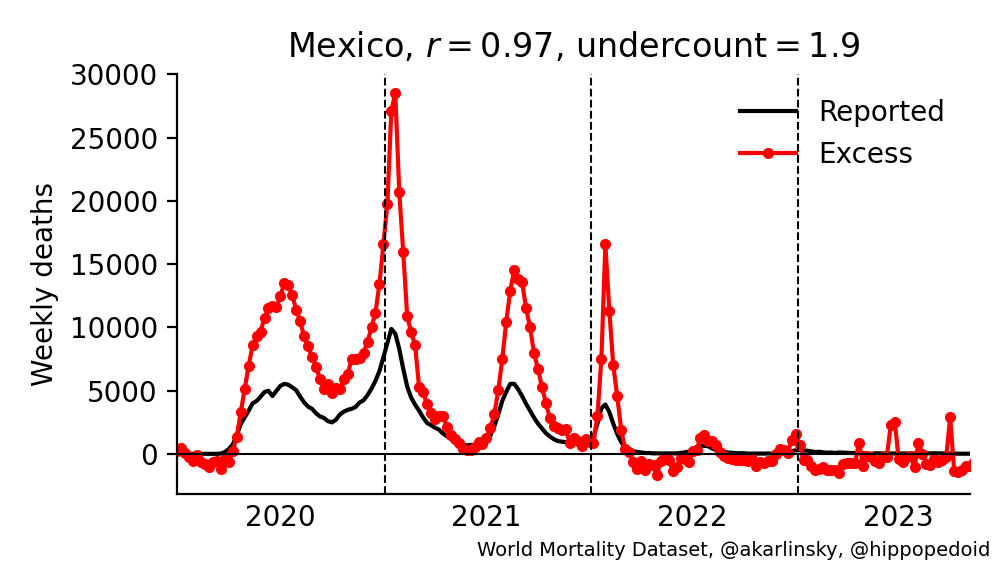 Mexico, r = 0.97, undercount = 1.9
30000
25000
20000
15000
10000
5000
0
Weekly deaths
Reported
Excess
2020 2021 2022 2023
World Mortality Dataset, @akarlinsky, @hippopedoid